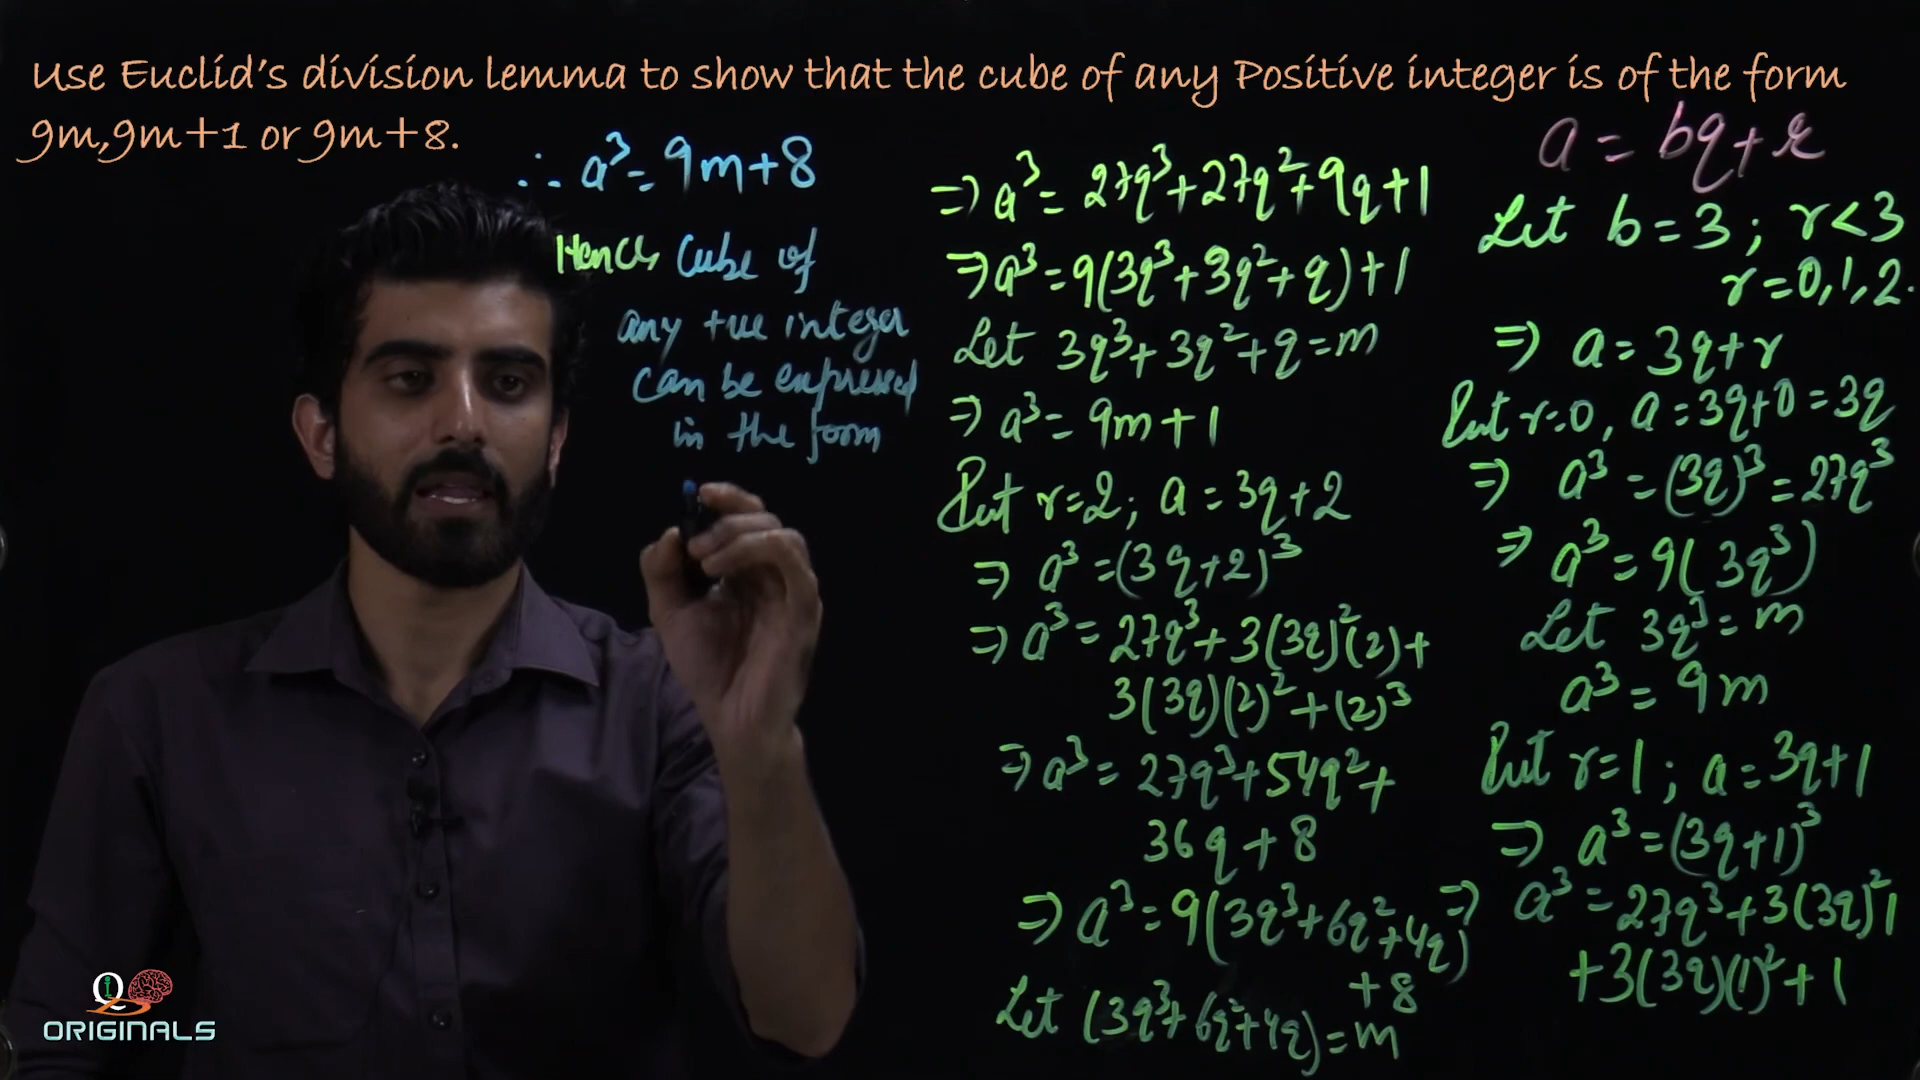 Use Euclid's division lemma to show that the cube of any Positive integer is of the form
9m,9m+1 or 9m+8.
a = bq+r
Let b=3; r<3
r=0,1,2.
⇒ a=3q+r
Put r=0, a=3q+0=3q
⇒ a³ =(3q)³=27q³
⇒ a³=9(3q³)
Let 3q³=m
a³=9m
Put r=1; a=3q+1
⇒ a³=(3q+1)³
⇒ a³=27q³+3(3q)²1
+3(3q)(1)²+1
⇒a³=27q³+27q²+9q+1
⇒a³=9(3q³+3q²+q)+1
Let 3q³+3q²+q=m
⇒ a³=9m+1
Put r=2; a=3q+2
⇒ a³=(3q+2)³
⇒a³=27q³+3(3q)²(2)+
3(3q)(2)²+(2)³
⇒a³=27q³+54q²+
36q+8
⇒a³=9(3q³+6q²+4q)
+8
Let (3q³+6q²+4q)=m
∴ a³=9m+8
Hence, Cube of
any +ve integer
can be expressed
in the form
QiD
ORIGINALS